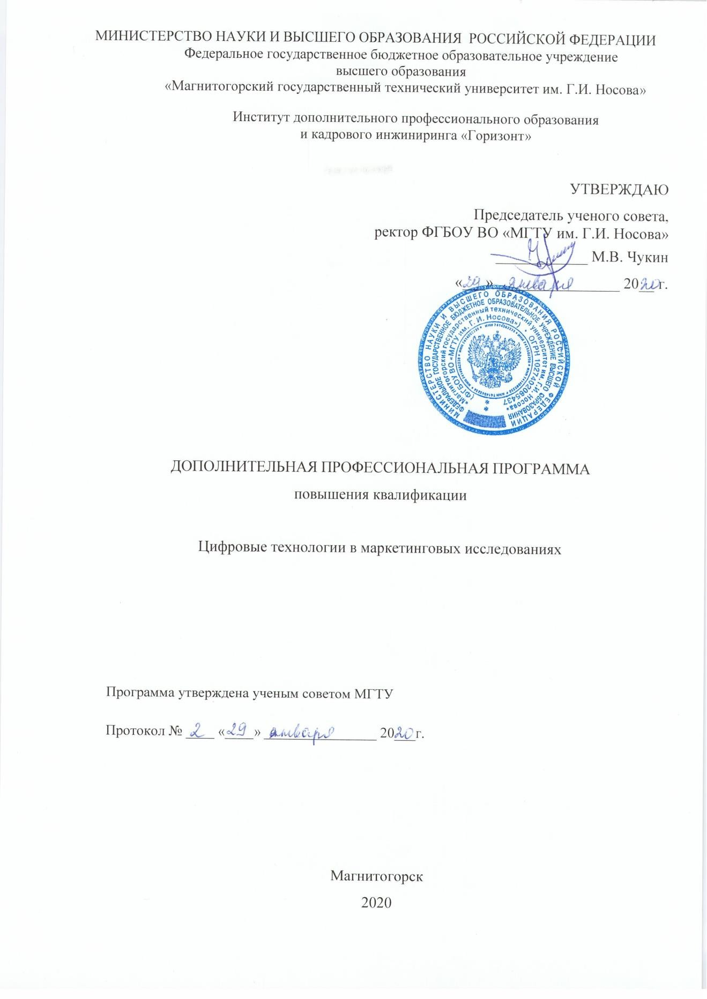 МИНИСТЕРСТВО НАУКИ И ВЫСШЕГО ОБРАЗОВАНИЯ РОССИЙСКОЙ ФЕДЕРАЦИИ
Федеральное государственное бюджетное образовательное учреждение
высшего образования
«Магнитогорский государственный технический университет им. Г.И. Носова»
Институт дополнительного профессионального образования
и кадрового инжиниринга «Горизонт»
УТВЕРЖДАЮ
Председатель ученого совета,
ректор ФГБОУ ВО «МГТУ им. Г.И. Носова»
____________ М.В. Чукин
«29» января 2020г.
МИНИСТЕРСТВО НАУКИ И ВЫСШЕГО ОБРАЗОВАНИЯ РОССИЙСКОЙ ФЕДЕРАЦИИ
ФЕДЕРАЛЬНОЕ ГОСУДАРСТВЕННОЕ БЮДЖЕТНОЕ ОБРАЗОВАТЕЛЬНОЕ УЧРЕЖДЕНИЕ ВЫСШЕГО ОБРАЗОВАНИЯ
«Магнитогорский государственный технический университет им. Г.И. Носова»
(ФГБОУ ВО «МГТУ им. Г. И. Носова») • ОГРН 1027402065437
ДОПОЛНИТЕЛЬНАЯ ПРОФЕССИОНАЛЬНАЯ ПРОГРАММА
повышения квалификации
Цифровые технологии в маркетинговых исследованиях
Программа утверждена ученым советом МГТУ
Протокол № 2 «29» января 2020г.
Магнитогорск
2020